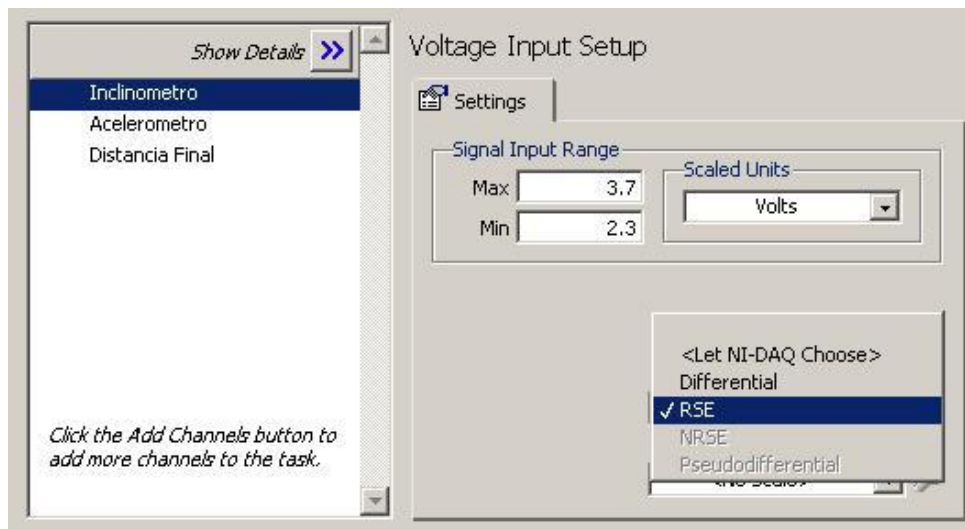 Show Details >>
Inclinometro
Acelerometro
Distancia Final
Click the Add Channels button to
add more channels to the task.
Voltage Input Setup
Settings
Signal Input Range
Max 3.7
Min 2.3
Scaled Units
Volts
<Let NI-DAQ Choose>
Differential
✓ RSE
NRSE
Pseudodifferential